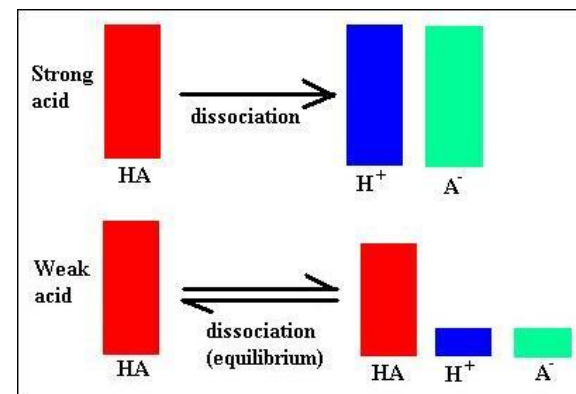 Strong
acid
dissociation
HA
H⁺
A⁻
Weak
acid
dissociation
(equilibrium)
HA
HA
H⁺
A⁻